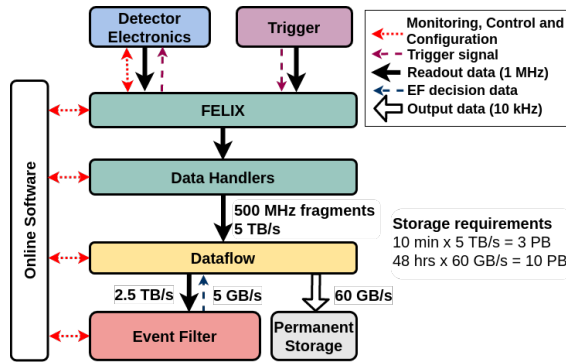 Detector
Electronics
Trigger
Monitoring, Control and
Configuration
Trigger signal
Readout data (1 MHz)
EF decision data
Output data (10 kHz)
FELIX
Data Handlers
Online Software
500 MHz fragments
5 TB/s
Storage requirements
10 min x 5 TB/s = 3 PB
48 hrs x 60 GB/s = 10 PB
Dataflow
2.5 TB/s
5 GB/s
60 GB/s
Event Filter
Permanent
Storage